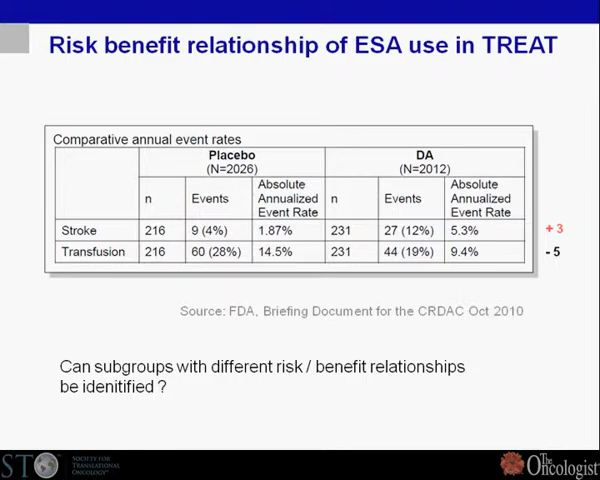 Risk benefit relationship of ESA use in TREAT
Comparative annual event rates
Placebo
(N=2026)
DA
(N=2012)
n
Events
Absolute
Annualized
Event Rate
n
Events
Absolute
Annualized
Event Rate
Stroke 216 9 (4%) 1.87% 231 27 (12%) 5.3% + 3
Transfusion 216 60 (28%) 14.5% 231 44 (19%) 9.4% - 5
Source: FDA, Briefing Document for the CRDAC Oct 2010
Can subgroups with different risk / benefit relationships
be idenitified ?
STO
SOCIETY FOR
TRANSLATIONAL
ONCOLOGY
The
Oncologist